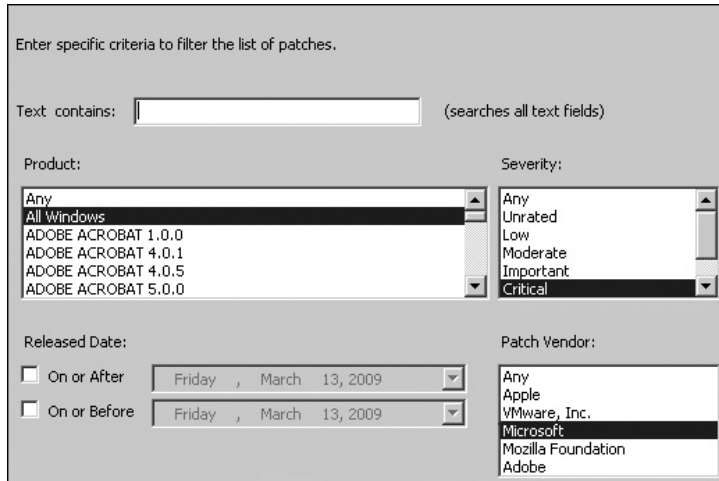 Enter specific criteria to filter the list of patches.
Text contains:
(searches all text fields)
Product:
Any
All Windows
ADOBE ACROBAT 1.0.0
ADOBE ACROBAT 4.0.1
ADOBE ACROBAT 4.0.5
ADOBE ACROBAT 5.0.0
Severity:
Any
Unrated
Low
Moderate
Important
Critical
Released Date:
On or After
Friday , March 13, 2009
On or Before
Friday , March 13, 2009
Patch Vendor:
Any
Apple
VMware, Inc.
Microsoft
Mozilla Foundation
Adobe